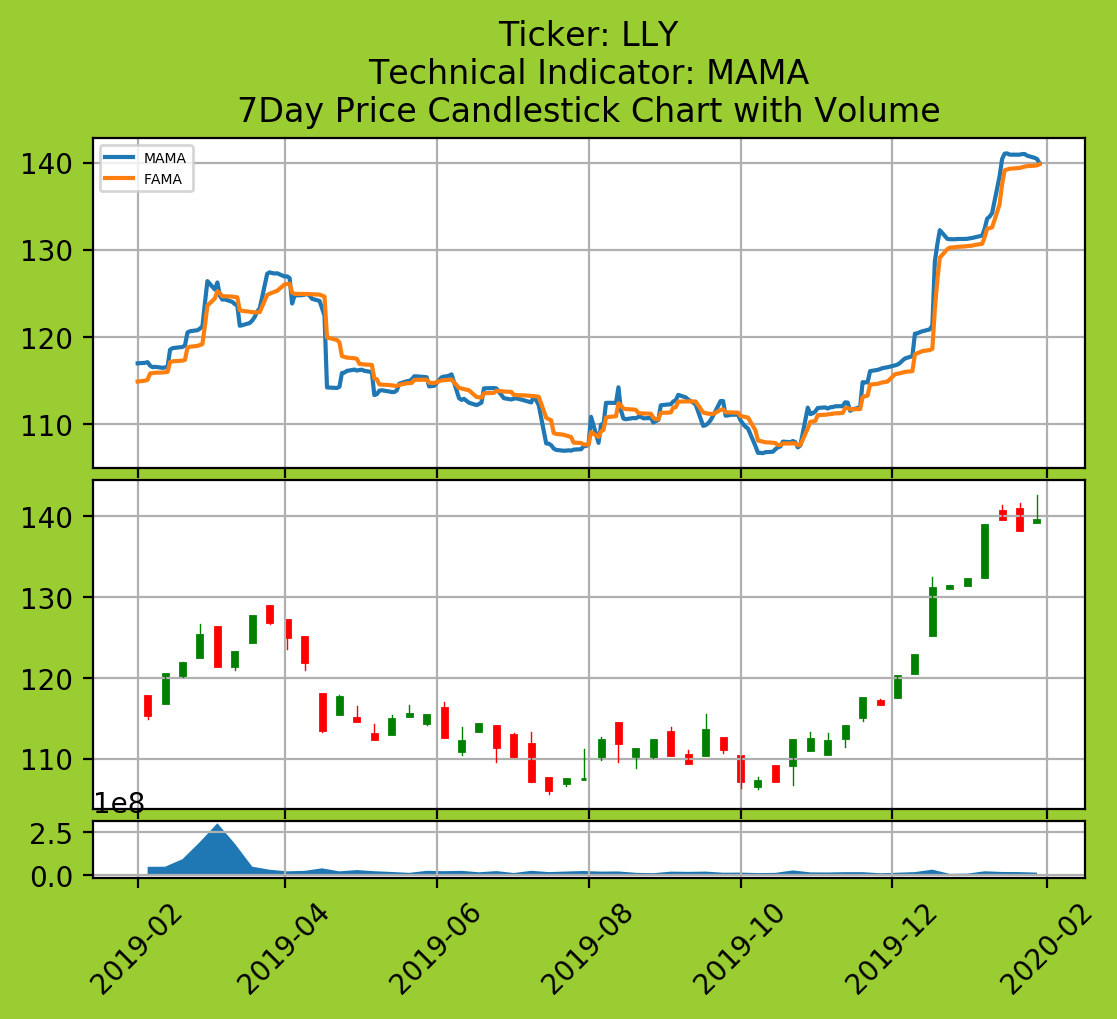 Ticker: LLY
Technical Indicator: MAMA
7Day Price Candlestick Chart with Volume
MAMA
FAMA
140
130
120
110
140
130
120
110
1e8
2.5
0.0
2019-02
2019-04
2019-06
2019-08
2019-10
2019-12
2020-02